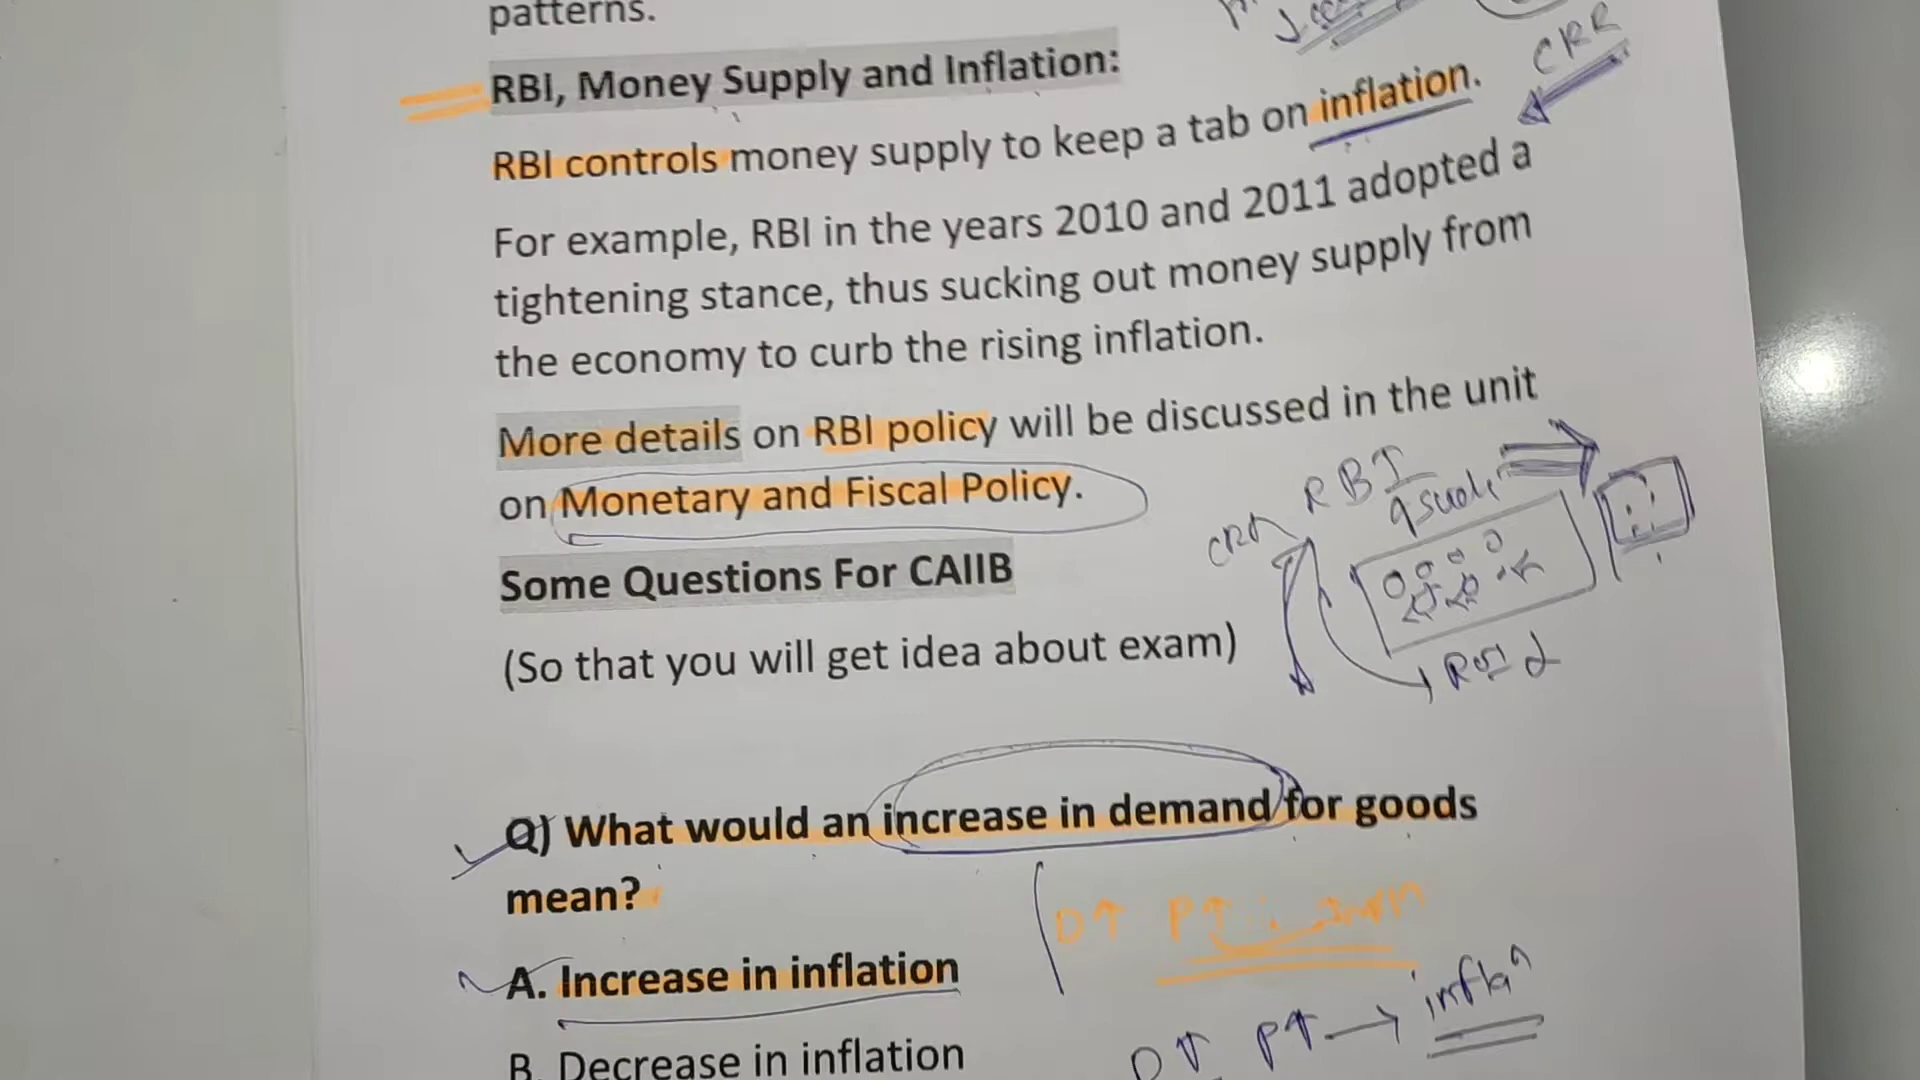 patterns.
RBI, Money Supply and Inflation:
CRR
RBI controls money supply to keep a tab on inflation.
For example, RBI in the years 2010 and 2011 adopted a
tightening stance, thus sucking out money supply from
the economy to curb the rising inflation.
More details on RBI policy will be discussed in the unit
on Monetary and Fiscal Policy.
RBI
CRR
Some Questions For CAIIB
(So that you will get idea about exam)
Q) What would an increase in demand for goods
mean?
D↑ P↑
A. Increase in inflation
D↑ P↑ → infla^n
B. Decrease in inflation